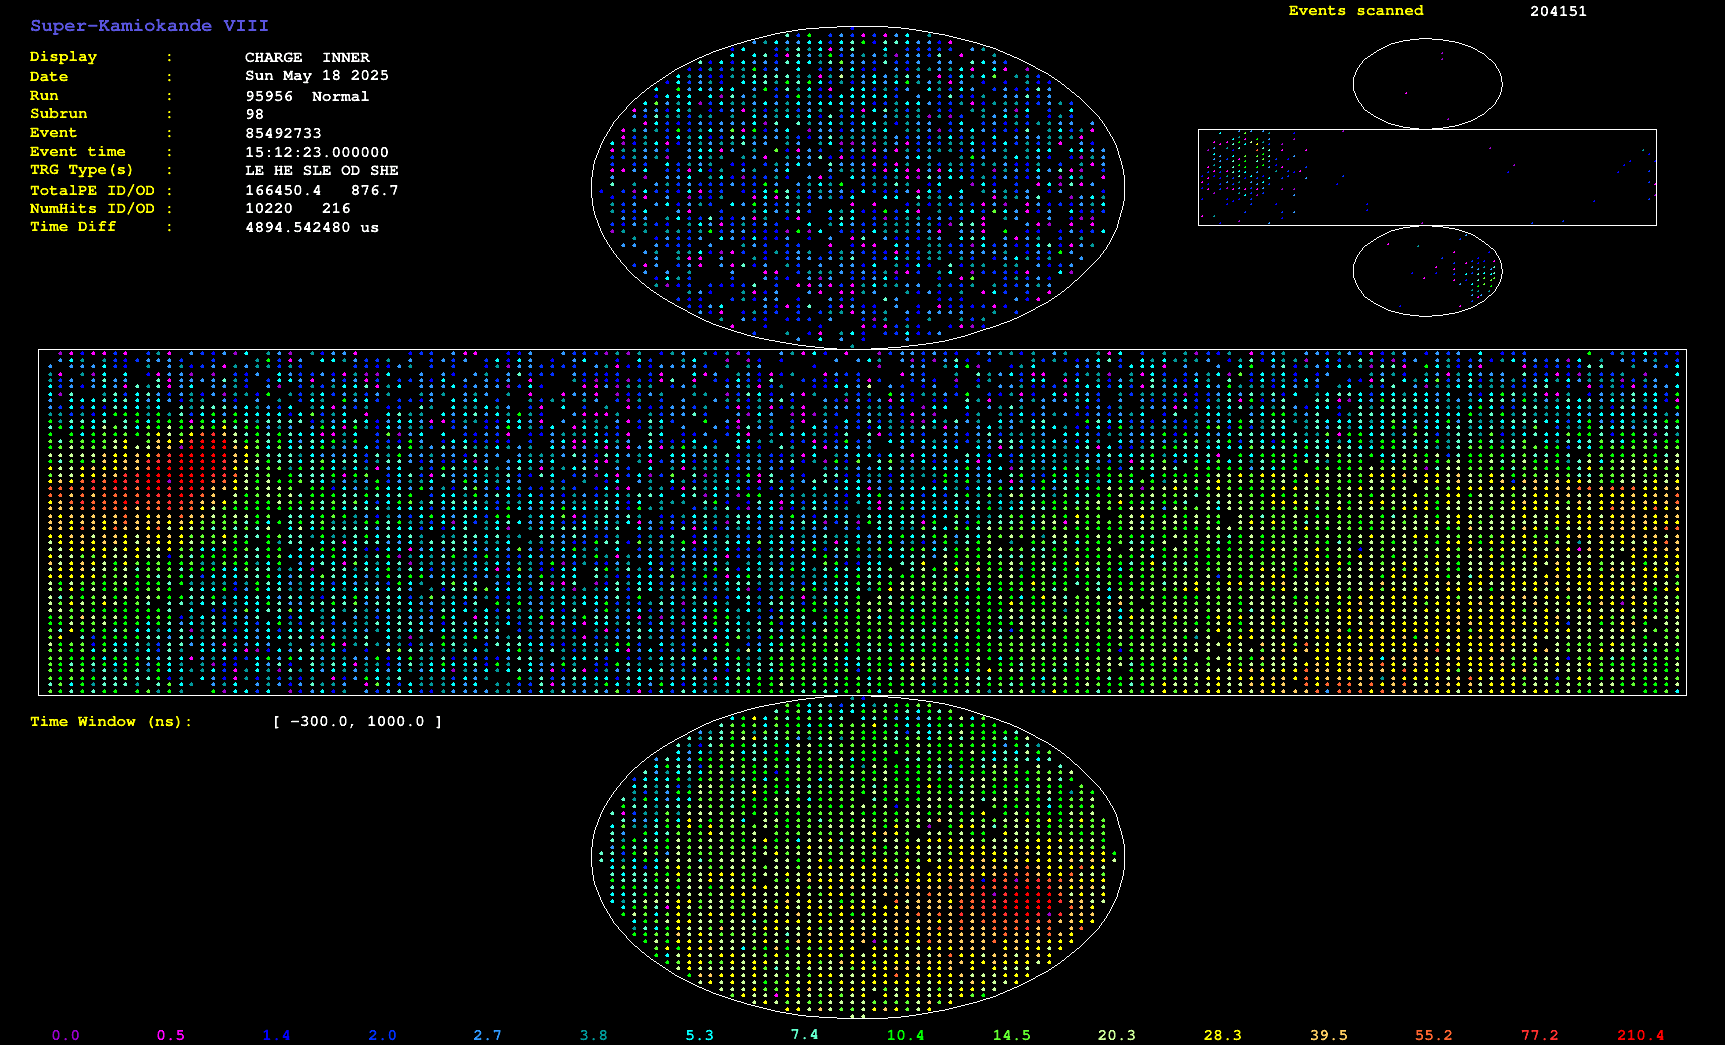 Super-Kamiokande VIII
Events scanned 204151
Display : CHARGE INNER
Date : Sun May 18 2025
Run : 95956 Normal
Subrun : 98
Event : 85492733
Event time : 15:12:23.000000
TRG Type(s) : LE HE SLE OD SHE
TotalPE ID/OD : 166450.4 876.7
NumHits ID/OD : 10220 216
Time Diff : 4894.542480 us
Time Window (ns): [ -300.0, 1000.0 ]
0.0 0.5 1.4 2.0 2.7 3.8 5.3 7.4 10.4 14.5 20.3 28.3 39.5 55.2 77.2 210.4